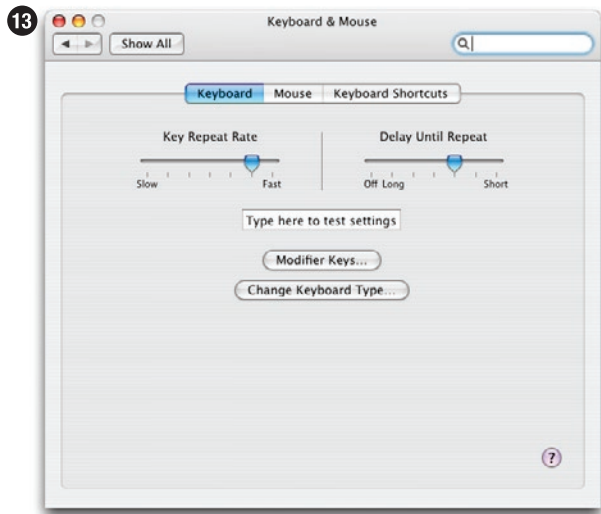 13
Keyboard & Mouse
Show All
Keyboard Mouse Keyboard Shortcuts
Key Repeat Rate Delay Until Repeat
Slow Fast Off Long Short
Type here to test settings
Modifier Keys...
Change Keyboard Type...
?